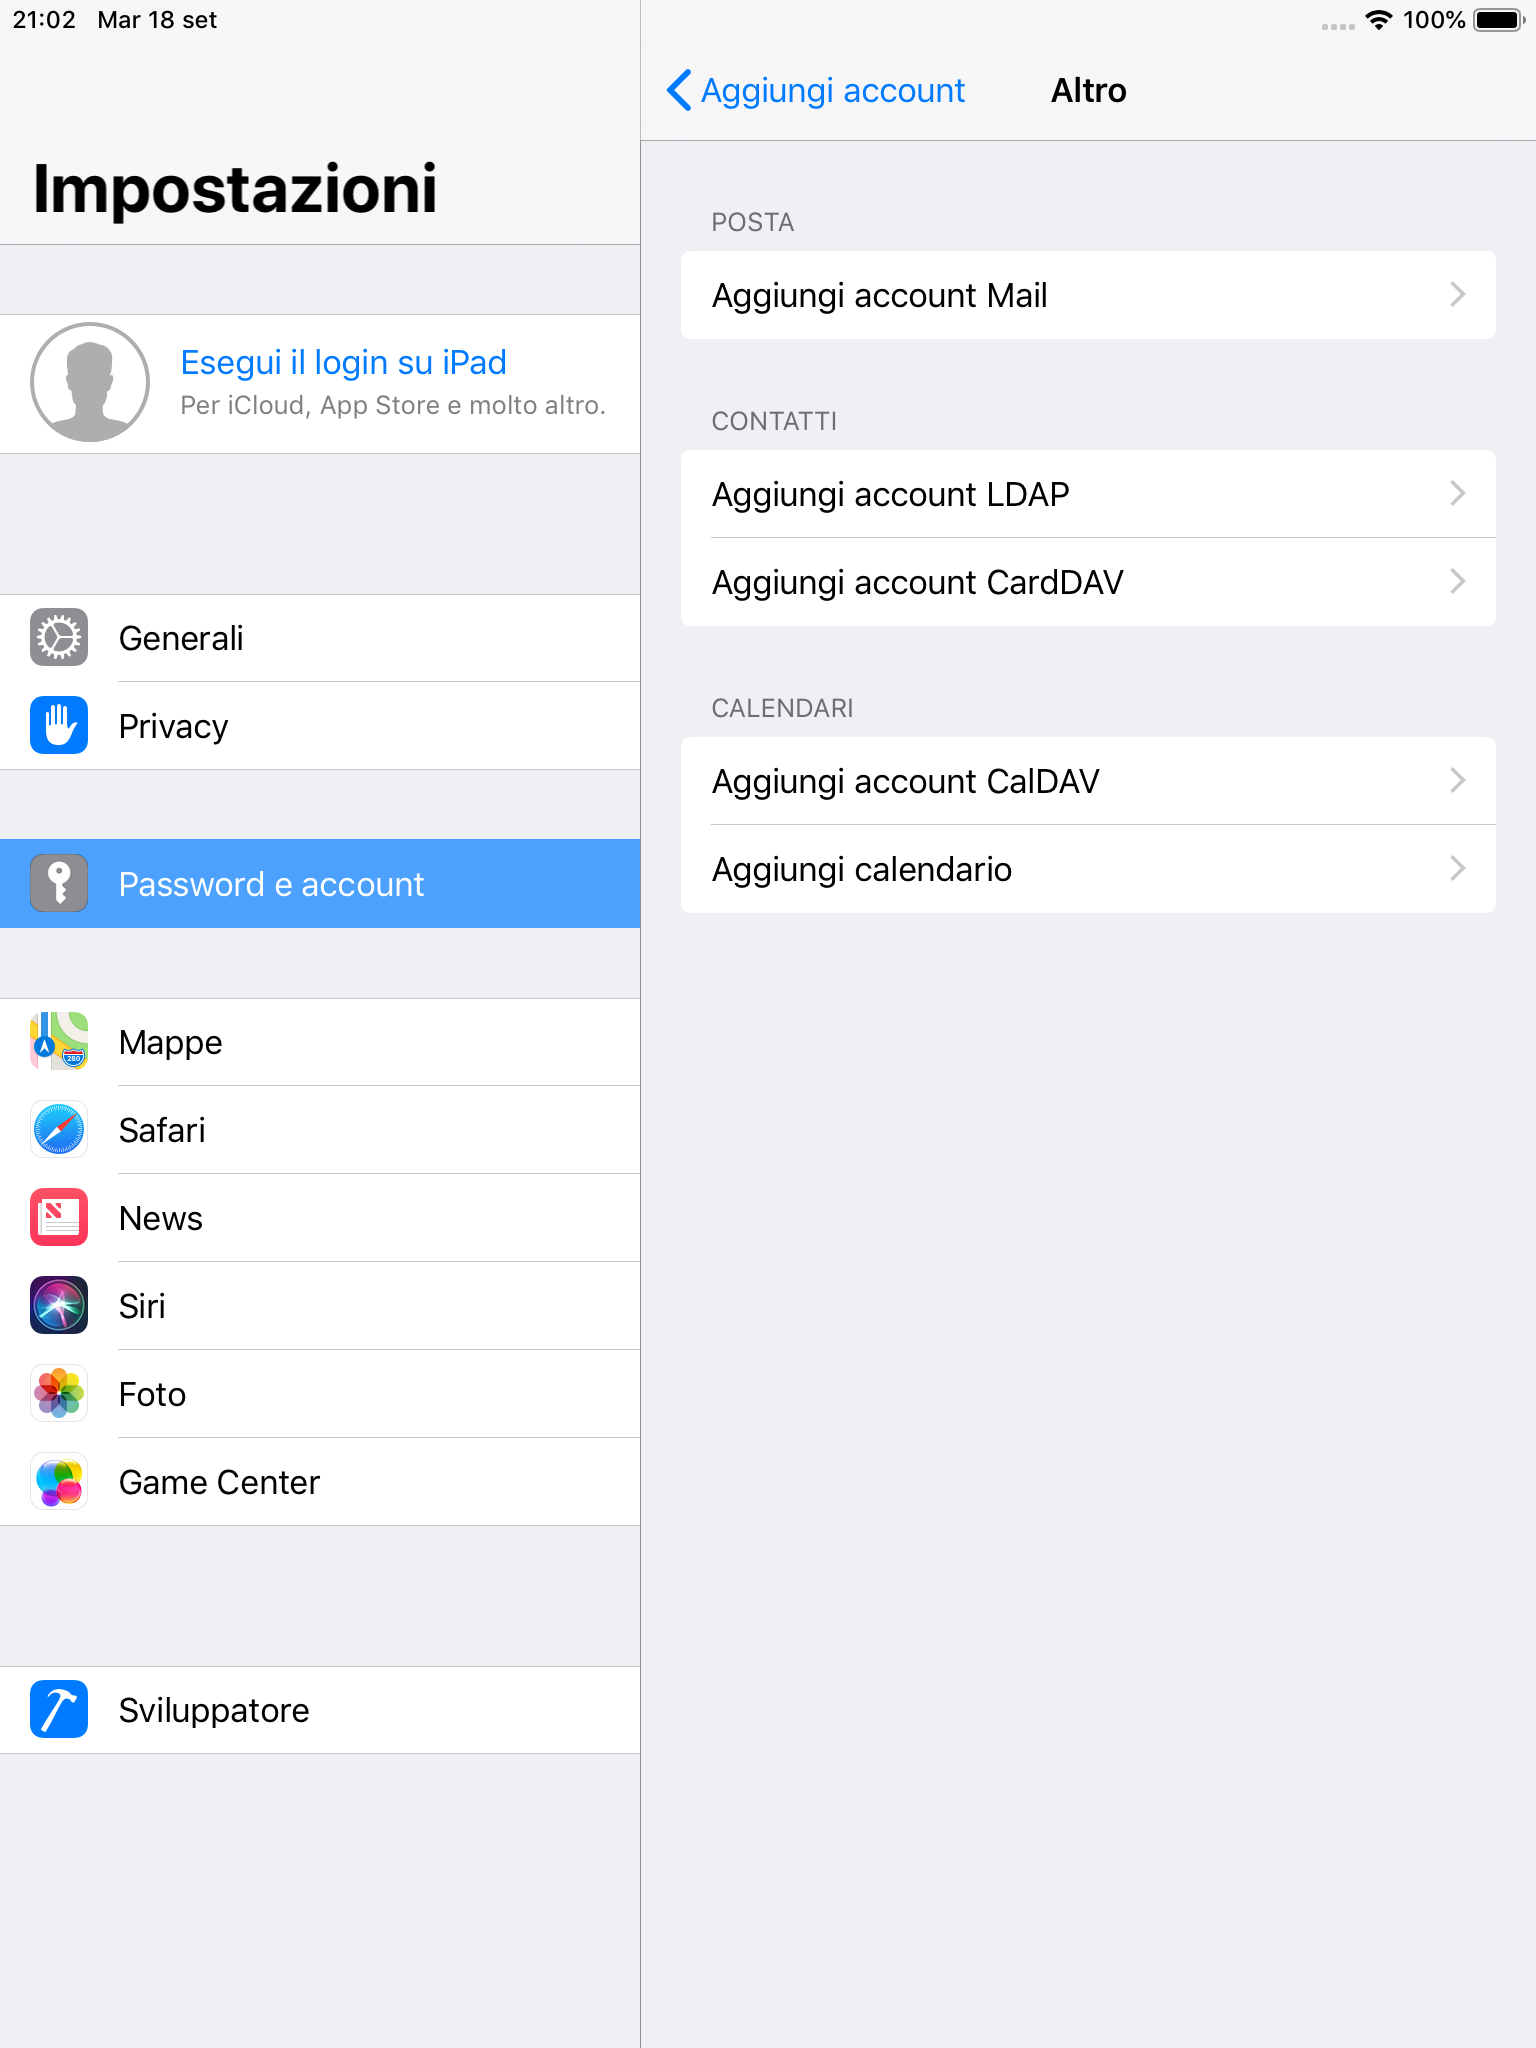 21:02 Mar 18 set
100%
Impostazioni
Esegui il login su iPad
Per iCloud, App Store e molto altro.
Generali
Privacy
Password e account
280
Mappe
Safari
News
Siri
Foto
Game Center
Sviluppatore
Aggiungi account
Altro
POSTA
Aggiungi account Mail
CONTATTI
Aggiungi account LDAP
Aggiungi account CardDAV
CALENDARI
Aggiungi account CalDAV
Aggiungi calendario